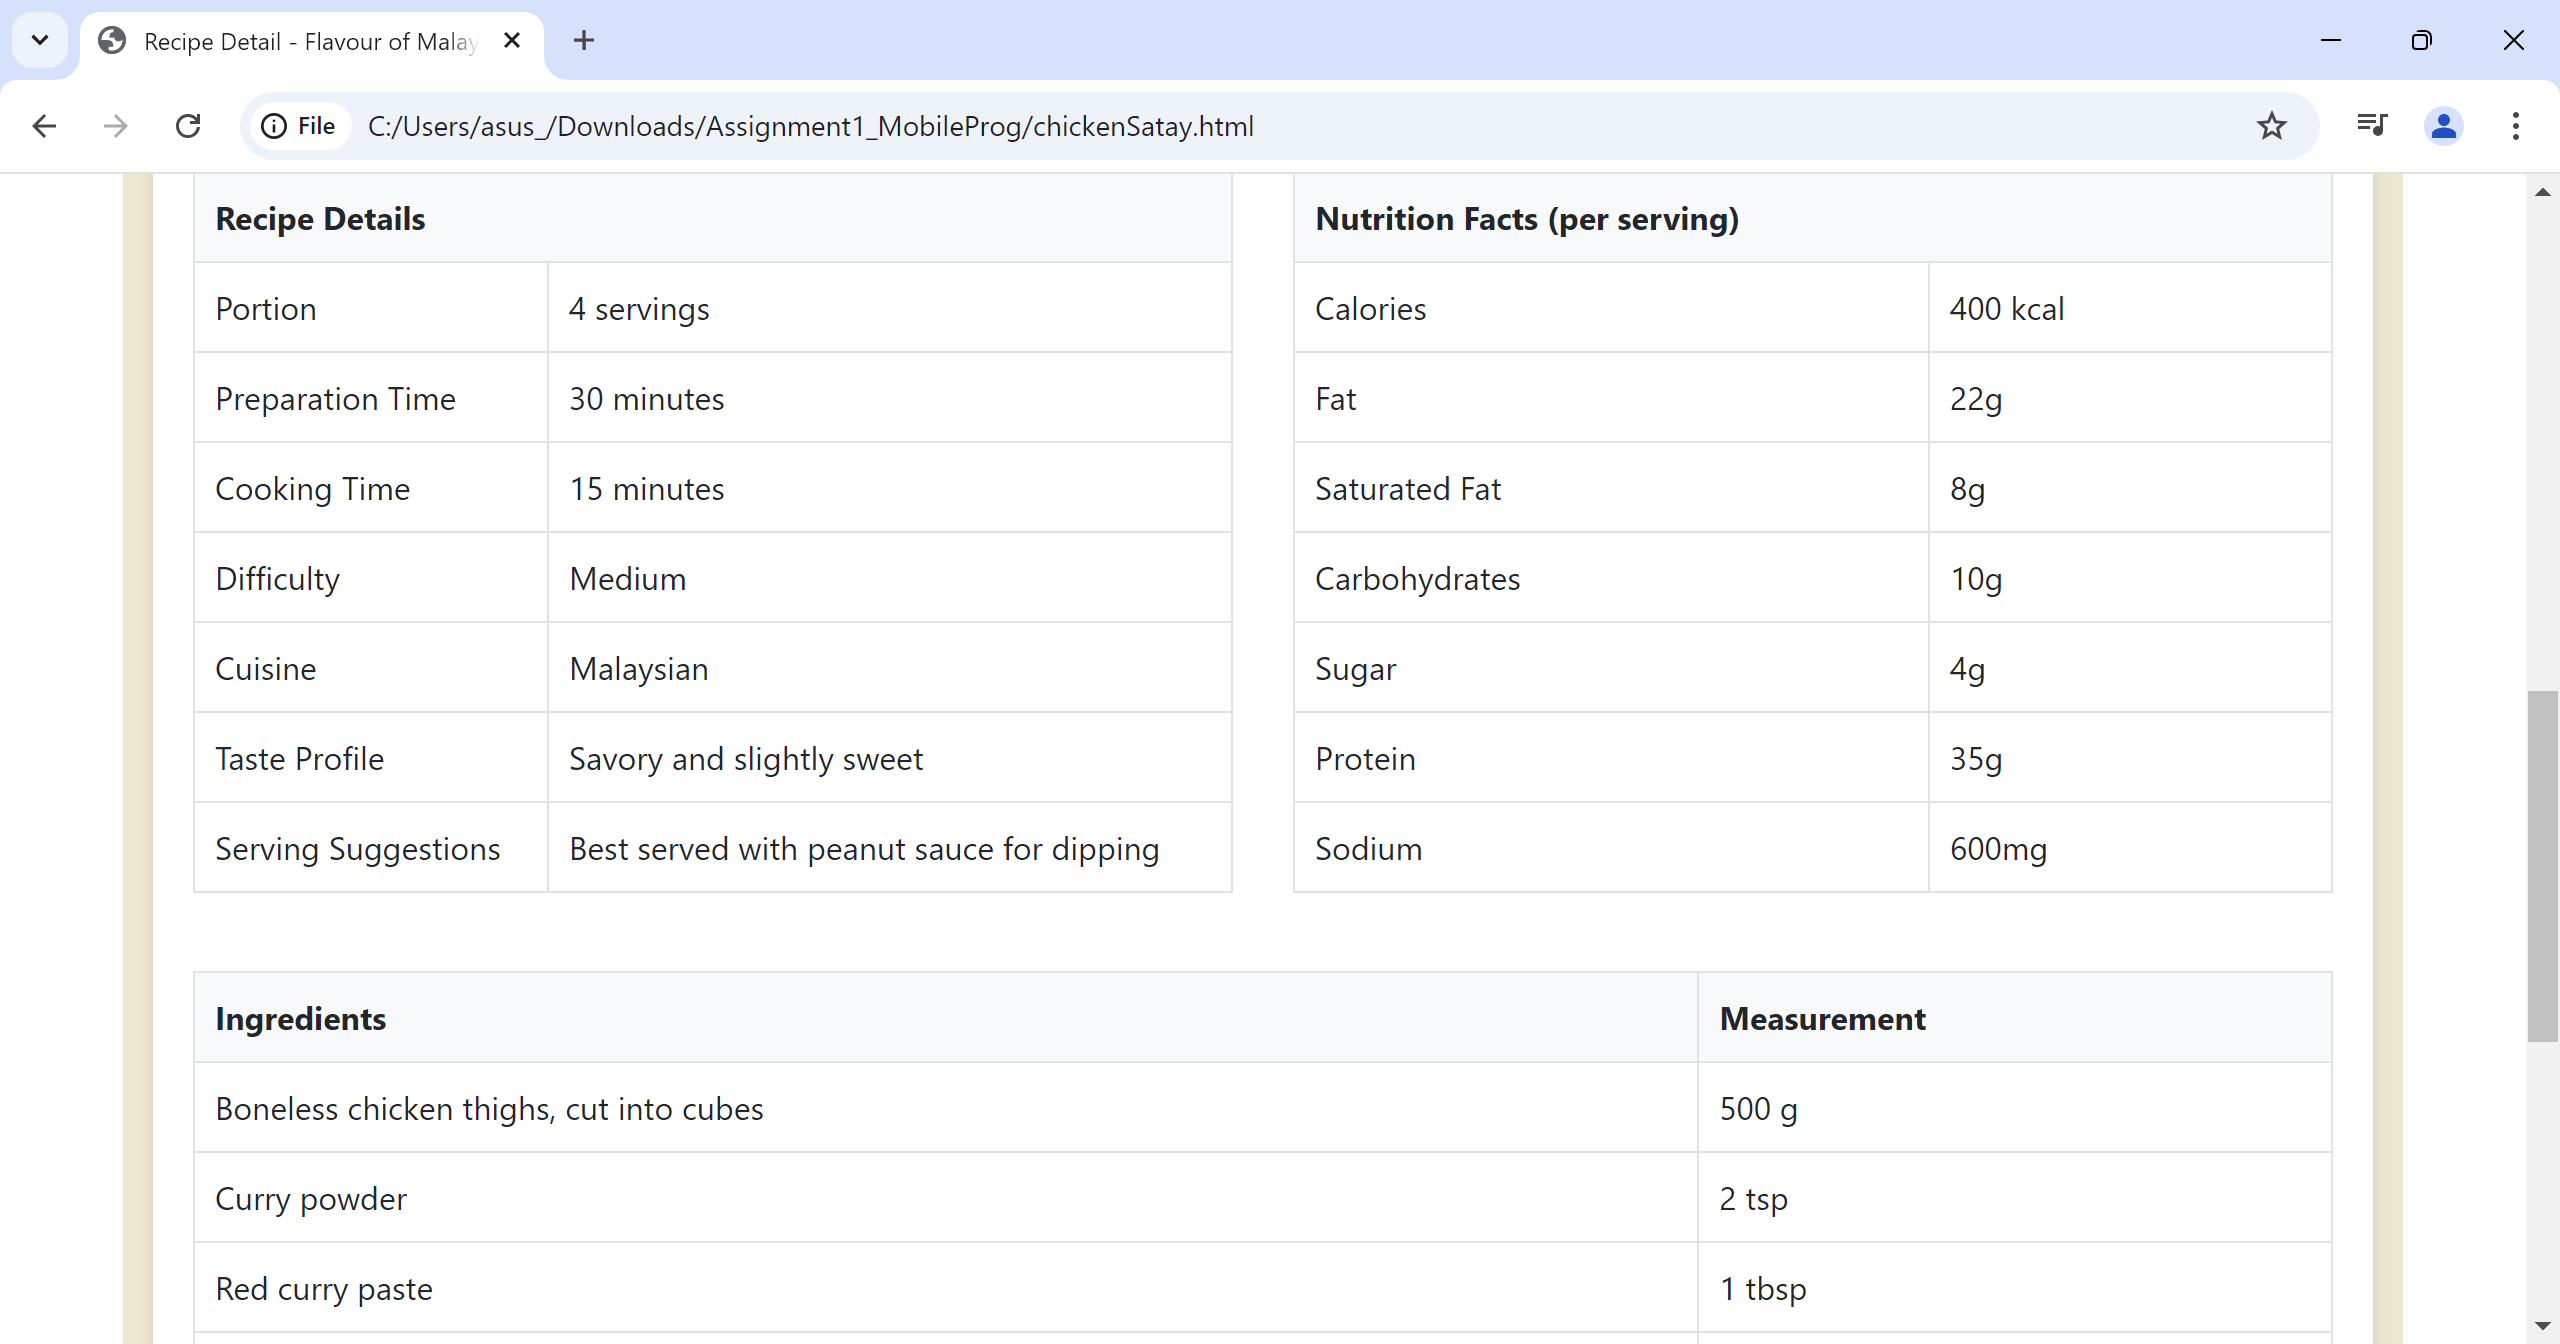 Recipe Detail - Flavour of Malay
File C:/Users/asus_/Downloads/Assignment1_MobileProg/chickenSatay.html
Recipe Details
Portion 4 servings
Preparation Time 30 minutes
Cooking Time 15 minutes
Difficulty Medium
Cuisine Malaysian
Taste Profile Savory and slightly sweet
Serving Suggestions Best served with peanut sauce for dipping
Nutrition Facts (per serving)
Calories 400 kcal
Fat 22g
Saturated Fat 8g
Carbohydrates 10g
Sugar 4g
Protein 35g
Sodium 600mg
Ingredients Measurement
Boneless chicken thighs, cut into cubes 500 g
Curry powder 2 tsp
Red curry paste 1 tbsp